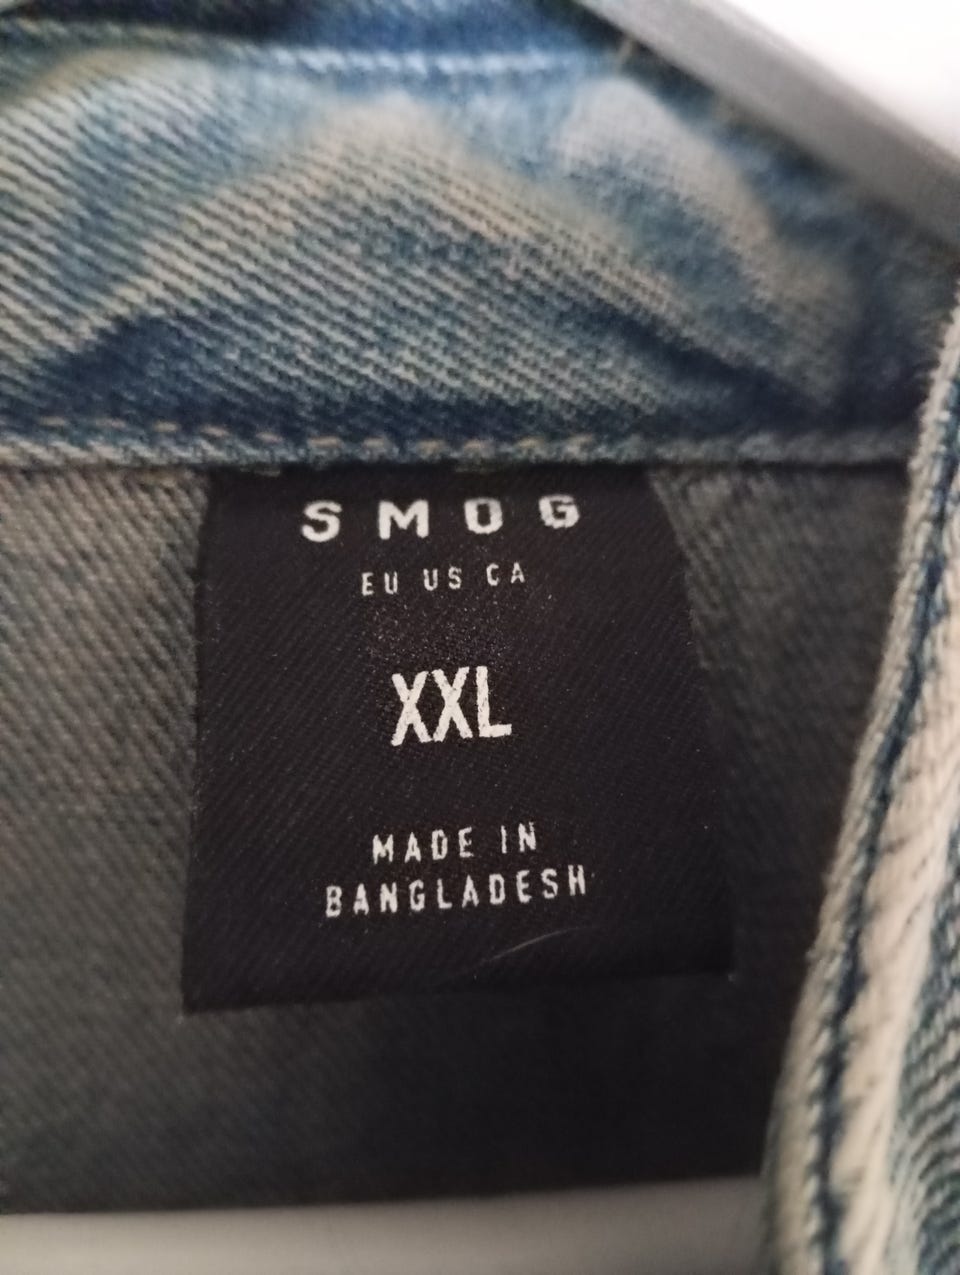 SMOG
EU US CA
XXL
MADE IN
BANGLADESH